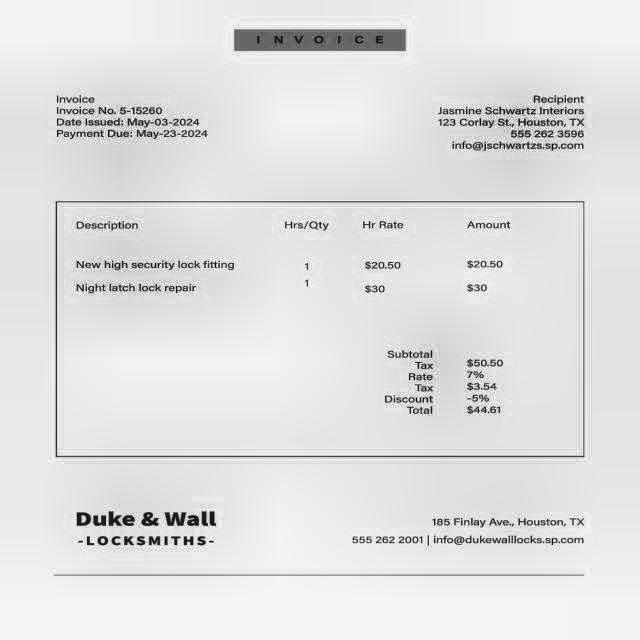 INVOICE
Invoice
Invoice No. 5-15260
Date Issued: May-03-2024
Payment Due: May-23-2024
Recipient
Jasmine Schwartz Interiors
123 Corlay St., Houston, TX
555 262 3596
info@jschwartzs.sp.com
Description Hrs/Qty Hr Rate Amount
New high security lock fitting 1 $20.50 $20.50
Night latch lock repair 1 $30 $30
Subtotal $50.50
Tax Rate 7%
Tax $3.54
Discount -5%
Total $44.61
Duke & Wall
-LOCKSMITHS-
185 Finlay Ave., Houston, TX
555 262 2001 | info@dukewalllocks.sp.com